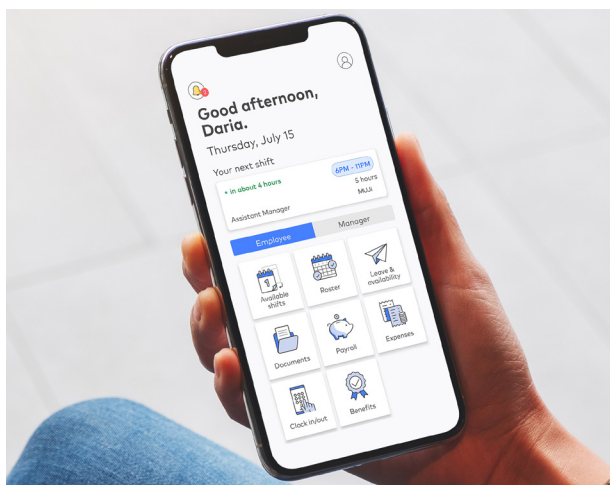 Good afternoon,
Daria.
Thursday, July 15
Your next shift
• in about 4 hours
6PM - 11PM
5 hours
Assistant Manager
MUJI
Employee
Manager
Available
shifts
Roster
Leave &
availability
Documents
Payroll
Expenses
Clock in/out
Benefits